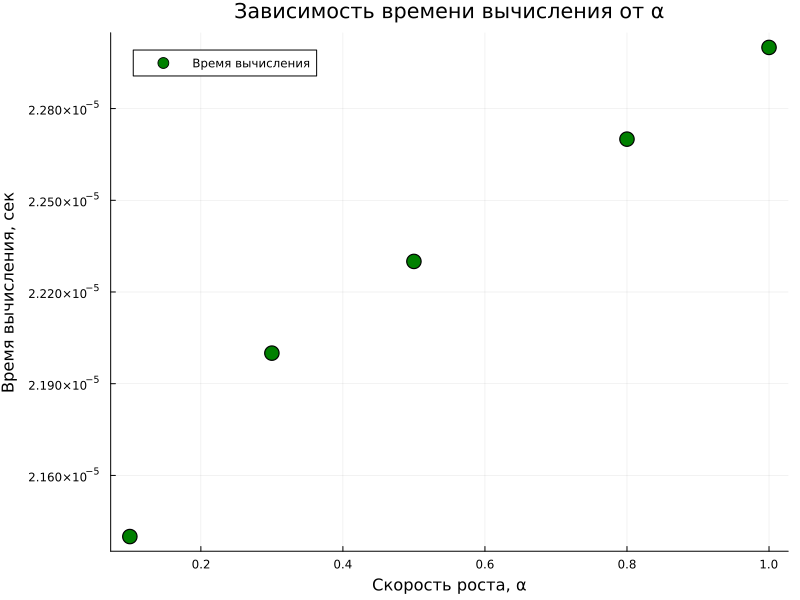 Зависимость времени вычисления от α
Время вычисления
2.280×10⁻⁵
2.250×10⁻⁵
2.220×10⁻⁵
2.190×10⁻⁵
2.160×10⁻⁵
Время вычисления, сек
0.2 0.4 0.6 0.8 1.0
Скорость роста, α